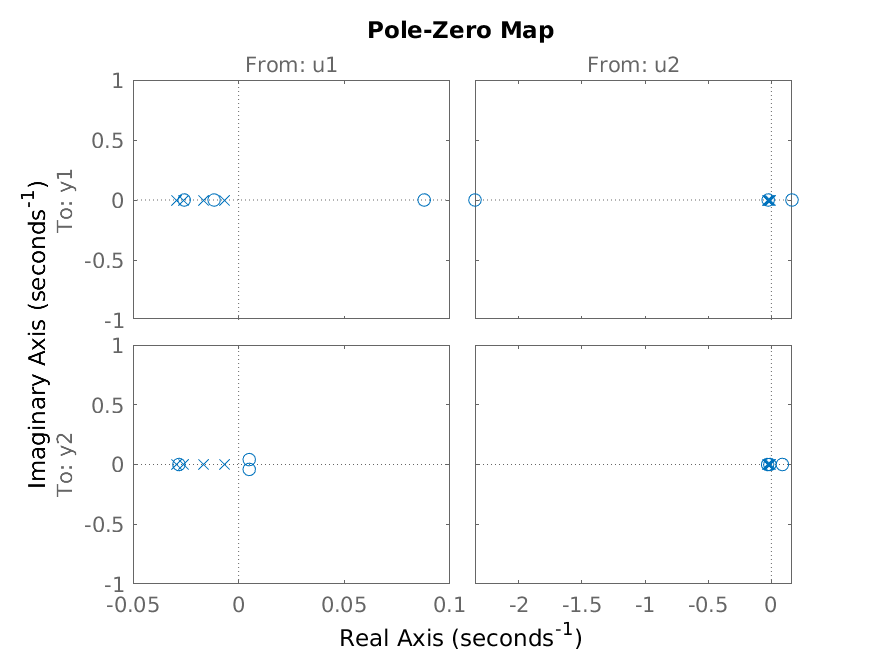 Pole-Zero Map
From: u1
From: u2
1
0.5
0
-0.5
-1
To: y1
1
0.5
0
-0.5
-1
To: y2
Imaginary Axis (seconds⁻¹)
-0.05 0 0.05 0.1
-2 -1.5 -1 -0.5 0
Real Axis (seconds⁻¹)